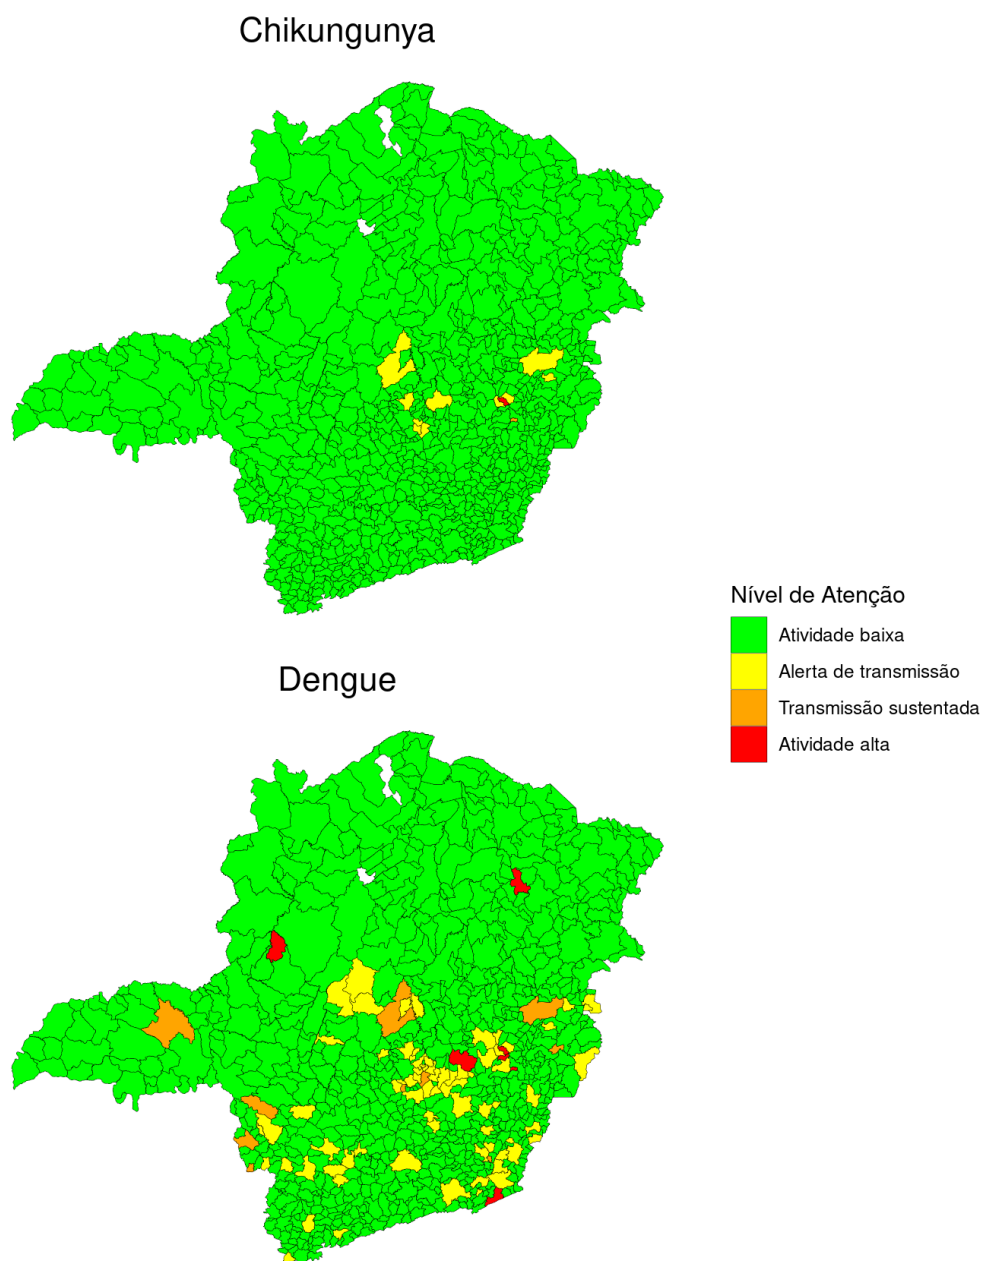 Chikungunya
Nível de Atenção
Atividade baixa
Alerta de transmissão
Transmissão sustentada
Atividade alta
Dengue